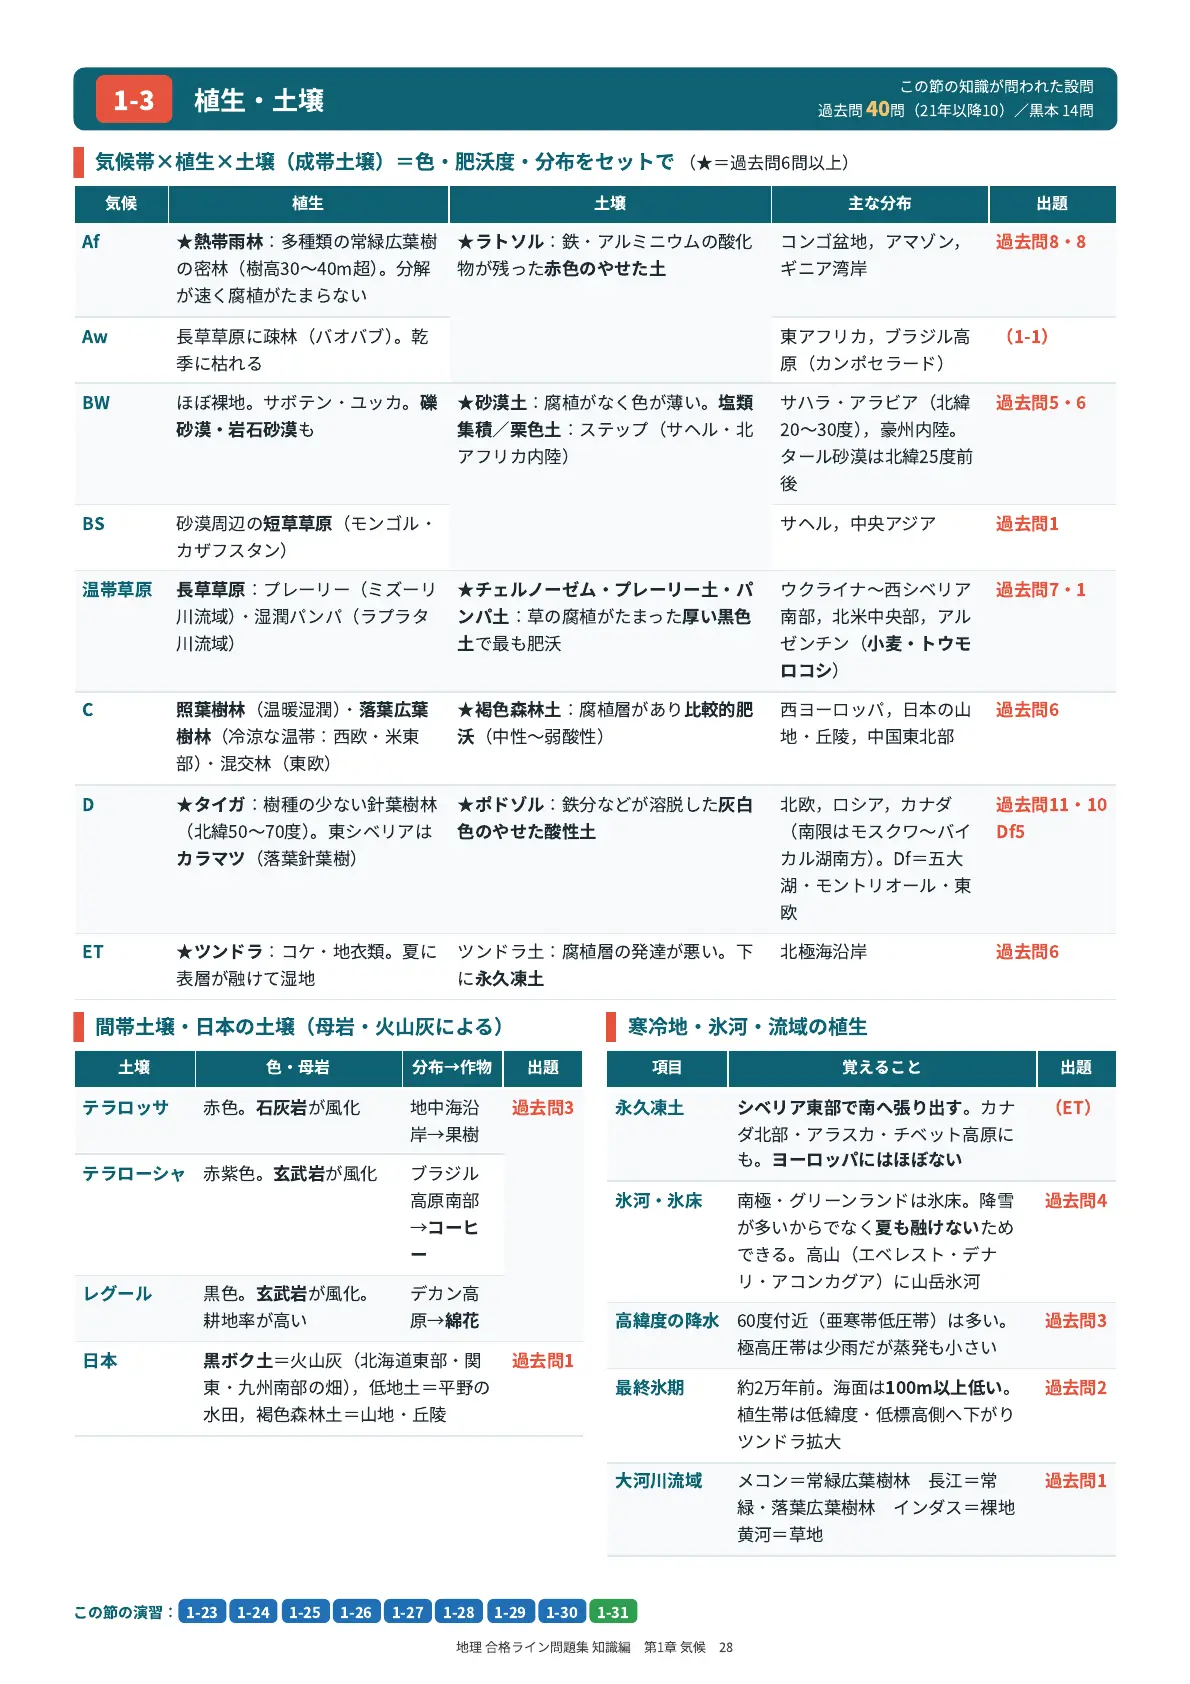 1-3 植生・土壌
この節の知識が問われた設問
過去問 40問（21年以降10）／黒本 14問
気候帯×植生×土壌（成帯土壌）＝色・肥沃度・分布をセットで（★＝過去問6問以上）
気候 植生 土壌 主な分布 出題
Af
★熱帯雨林：多種類の常緑広葉樹
の密林（樹高30〜40m超）。分解
が速く腐植がたまらない
★ラトソル：鉄・アルミニウムの酸化
物が残った赤色のやせた土
コンゴ盆地，アマゾン，
ギニア湾岸
過去問8・8
Aw
長草草原に疎林（バオバブ）。乾
季に枯れる
東アフリカ，ブラジル高
原（カンポセラード）
（1-1）
BW
ほぼ裸地。サボテン・ユッカ。礫
砂漠・岩石砂漠も
★砂漠土：腐植がなく色が薄い。塩類
集積／栗色土：ステップ（サヘル・北
アフリカ内陸）
サハラ・アラビア（北緯
20〜30度），豪州内陸。
タール砂漠は北緯25度前
後
過去問5・6
BS
砂漠周辺の短草草原（モンゴル・
カザフスタン）
サヘル，中央アジア
過去問1
温帯草原
長草草原：プレーリー（ミズーリ
川流域）・湿潤パンパ（ラプラタ
川流域）
★チェルノーゼム・プレーリー土・パ
ンパ土：草の腐植がたまった厚い黒色
土で最も肥沃
ウクライナ〜西シベリア
南部，北米中央部，アル
ゼンチン（小麦・トウモ
ロコシ）
過去問7・1
C
照葉樹林（温暖湿潤）・落葉広葉
樹林（冷涼な温帯：西欧・米東
部）・混交林（東欧）
★褐色森林土：腐植層があり比較的肥
沃（中性〜弱酸性）
西ヨーロッパ，日本の山
地・丘陵，中国東北部
過去問6
D
★タイガ：樹種の少ない針葉樹林
（北緯50〜70度）。東シベリアは
カラマツ（落葉針葉樹）
★ポドゾル：鉄分などが溶脱した灰白
色のやせた酸性土
北欧，ロシア，カナダ
（南限はモスクワ〜バイ
カル湖南方）。Df＝五大
湖・モントリオール・東
欧
過去問11・10
Df5
ET
★ツンドラ：コケ・地衣類。夏に
表層が融けて湿地
ツンドラ土：腐植層の発達が悪い。下
に永久凍土
北極海沿岸
過去問6
間帯土壌・日本の土壌（母岩・火山灰による）
土壌 色・母岩 分布→作物 出題
テラロッサ
赤色。石灰岩が風化
地中海沿
岸→果樹
過去問3
テラローシャ
赤紫色。玄武岩が風化
ブラジル
高原南部
→コーヒ
ー
レグール
黒色。玄武岩が風化。
耕地率が高い
デカン高
原→綿花
日本
黒ボク土＝火山灰（北海道東部・関
東・九州南部の畑），低地土＝平野の
水田，褐色森林土＝山地・丘陵
過去問1
寒冷地・氷河・流域の植生
項目 覚えること 出題
永久凍土
シベリア東部で南へ張り出す。カナ
ダ北部・アラスカ・チベット高原に
も。ヨーロッパにはほぼない
（ET）
氷河・氷床
南極・グリーンランドは氷床。降雪
が多いからでなく夏も融けないため
できる。高山（エベレスト・デナ
リ・アコンカグア）に山岳氷河
過去問4
高緯度の降水
60度付近（亜寒帯低圧帯）は多い。
極高圧帯は少雨だが蒸発も小さい
過去問3
最終氷期
約2万年前。海面は100m以上低い。
植生帯は低緯度・低標高側へ下がり
ツンドラ拡大
過去問2
大河川流域
メコン＝常緑広葉樹林　長江＝常
緑・落葉広葉樹林　インダス＝裸地
黄河＝草地
過去問1
この節の演習： 1-23 1-24 1-25 1-26 1-27 1-28 1-29 1-30 1-31
地理 合格ライン問題集 知識編　第1章 気候　28